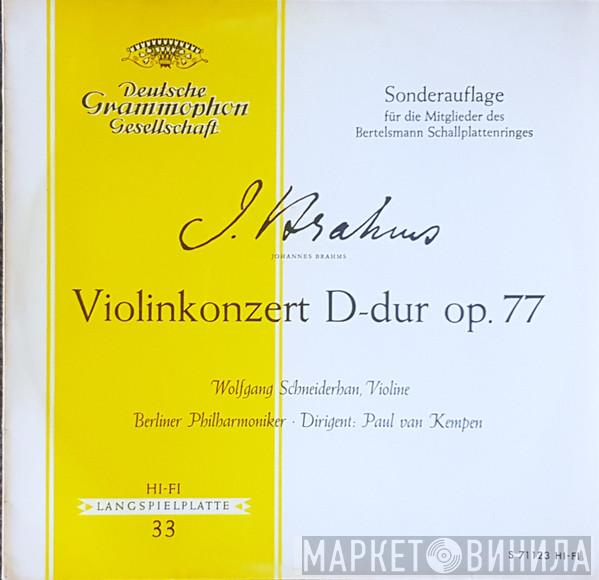 Deutsche
Grammophon
Gesellschaft
Sonderauflage
für die Mitglieder des
Bertelsmann Schallplattenringes
J. Brahms
JOHANNES BRAHMS
Violinkonzert D-dur op. 77
Wolfgang Schneiderhan, Violine
Berliner Philharmoniker · Dirigent: Paul van Kempen
HI-FI
LANGSPIELPLATTE
33
S 71123 HI-FI
МАРКЕТ ВИНИЛА